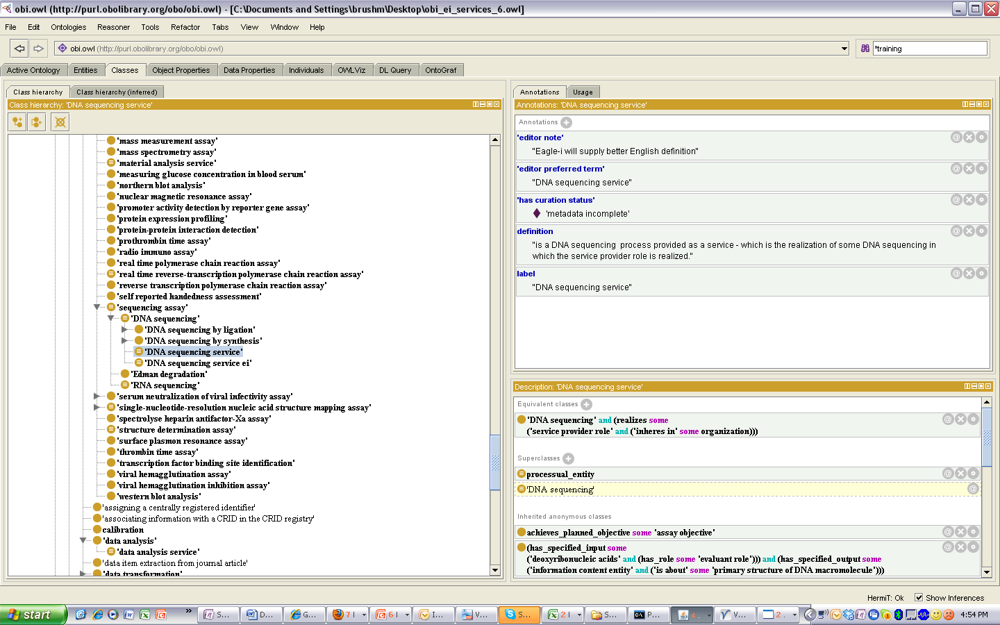 obi.owl (http://purl.obolibrary.org/obo/obi.owl) - [C:\Documents and Settings\brushm\Desktop\obi_ei_services_6.owl]
File Edit Ontologies Reasoner Tools Refactor Tabs View Window Help
obi.owl (http://purl.obolibrary.org/obo/obi.owl)
*training
Active Ontology Entities Classes Object Properties Data Properties Individuals OWLViz DL Query OntoGraf
Class hierarchy Class hierarchy (inferred)
Class hierarchy: 'DNA sequencing service'
'mass measurement assay'
'mass spectrometry assay'
'material analysis service'
'measuring glucose concentration in blood serum'
'northern blot analysis'
'nuclear magnetic resonance assay'
'promoter activity detection by reporter gene assay'
'protein expression profiling'
'protein-protein interaction detection'
'prothrombin time assay'
'radio immuno assay'
'real time polymerase chain reaction assay'
'real time reverse-transcription polymerase chain reaction assay'
'reverse transcription polymerase chain reaction assay'
'self reported handedness assessment'
'sequencing assay'
'DNA sequencing'
'DNA sequencing by ligation'
'DNA sequencing by synthesis'
'DNA sequencing service'
'DNA sequencing service ei'
'Edman degradation'
'RNA sequencing'
'serum neutralization of viral infectivity assay'
'single-nucleotide-resolution nucleic acid structure mapping assay'
'spectrolyse heparin antifactor-Xa assay'
'structure determination assay'
'surface plasmon resonance assay'
'thrombin time assay'
'transcription factor binding site identification'
'viral hemagglutination assay'
'viral hemagglutination inhibition assay'
'western blot analysis'
'assigning a centrally registered identifier'
'associating information with a CRID in the CRID registry'
calibration
'data analysis'
'data analysis service'
'data item extraction from journal article'
'data transformation'
Annotations Usage
Annotations: 'DNA sequencing service'
Annotations
'editor note'
"Eagle-i will supply better English definition"
'editor preferred term'
"DNA sequencing service"
'has curation status'
'metadata incomplete'
definition
"is a DNA sequencing  process provided as a service - which is the realization of some DNA sequencing in
which the service provider role is realized."
label
"DNA sequencing service"
Description: 'DNA sequencing service'
Equivalent classes
'DNA sequencing' and (realizes some
('service provider role' and ('inheres in' some organization)))
Superclasses
processual_entity
'DNA sequencing'
Inherited anonymous classes
achieves_planned_objective some 'assay objective'
(has_specified_input some
('deoxyribonucleic acids' and (has_role some 'evaluant role'))) and (has_specified_output some
('information content entity' and ('is about' some 'primary structure of DNA macromolecule')))
HermiT: Ok Show Inferences
start S... D... G... 7 I 6 I I... V... S... 2 I S... P... V... 2 . 4:54 PM